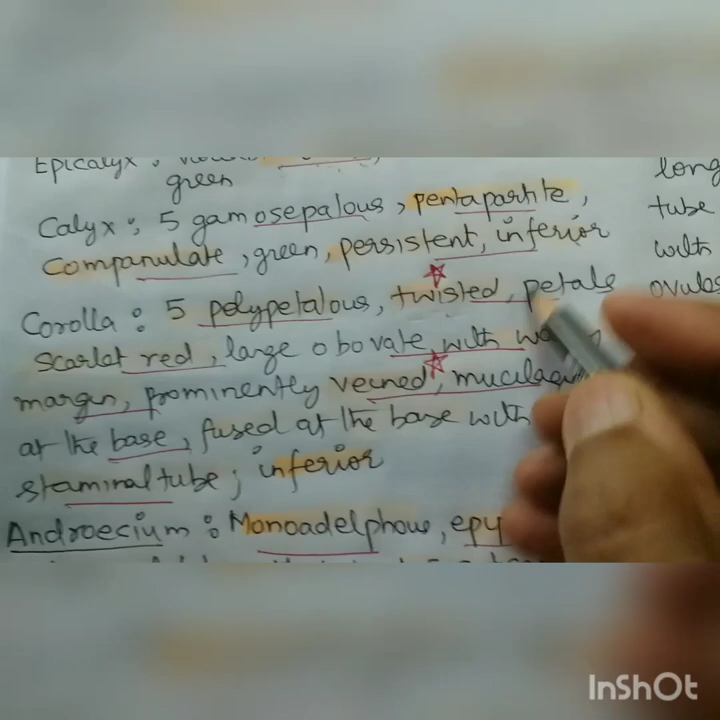 Epicalyx :
green
Calyx : 5 gamosepalous, pentapartite,
Companulate, green, persistent, inferior
Corolla : 5 polypetalous, twisted, petals
Scarlet red, large obovate, with
margin, prominently veined, mucilagin
at the base, fused at the base with
staminal tube; inferior
Androecium : Monoadelphous, epy
long
tube
with
ovules
InShOt